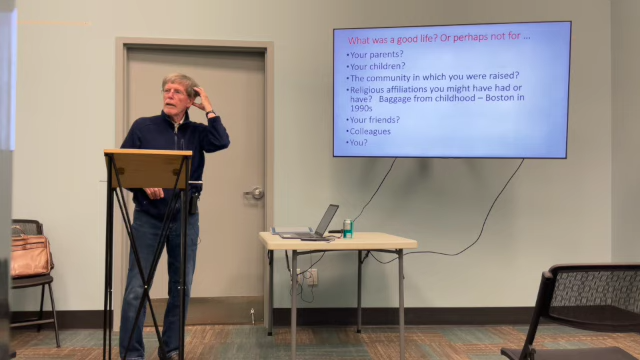 What was a good life? Or perhaps not for ...
•Your parents?
•Your children?
•The community in which you were raised?
•Religious affiliations you might have had or
have?   Baggage from childhood – Boston in
1990s
•Your friends?
•Colleagues
•You?